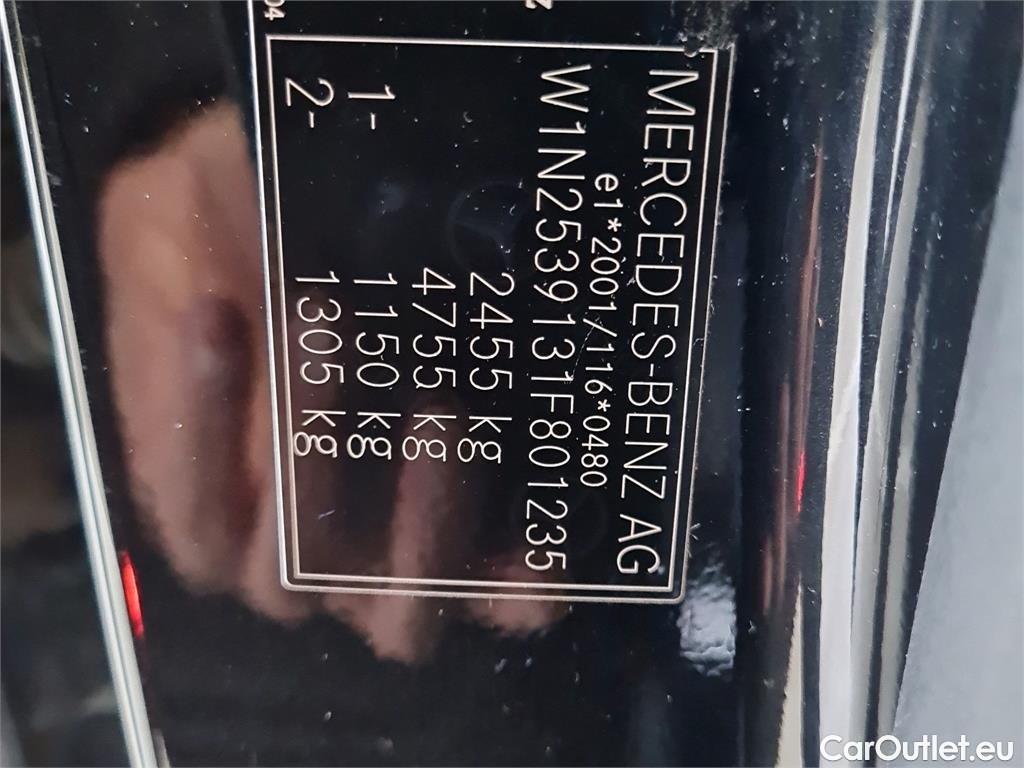 MERCEDES-BENZ AG
e1*2001/116*0480
W1N2539131F801235
2455 kg
4755 kg
1- 1150 kg
2- 1305 kg
04
CarOutlet.eu